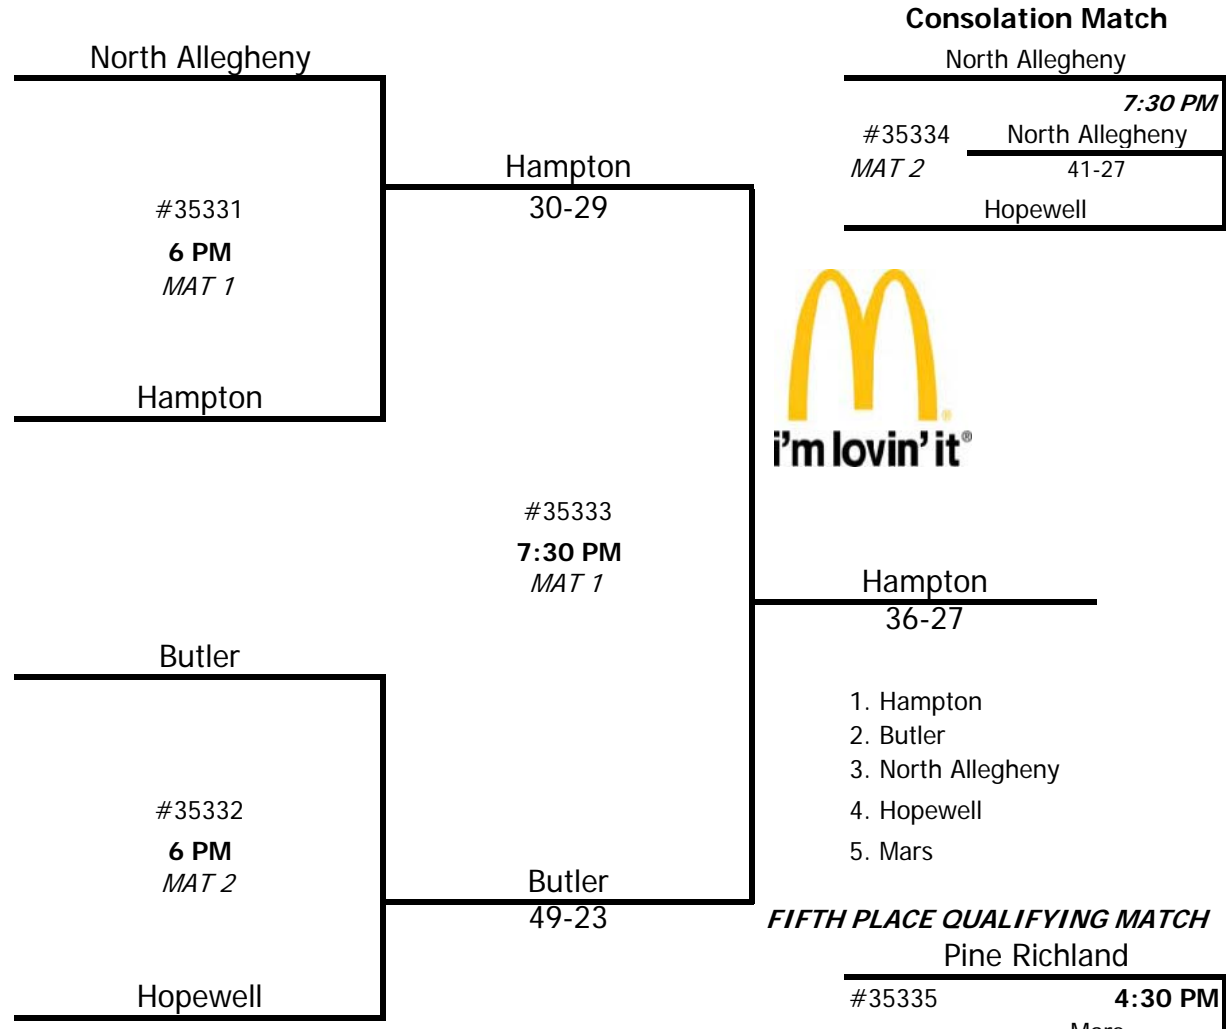 Consolation Match
North Allegheny
North Allegheny
7:30 PM
#35334 North Allegheny
MAT 2 41-27
Hopewell
Hampton
30-29
#35331
6 PM
MAT 1
Hampton
i'm lovin' it®
#35333
7:30 PM
MAT 1
Hampton
36-27
Butler
1. Hampton
2. Butler
3. North Allegheny
4. Hopewell
5. Mars
#35332
6 PM
MAT 2
Butler
49-23
FIFTH PLACE QUALIFYING MATCH
Pine Richland
Hopewell
#35335 4:30 PM
Mars